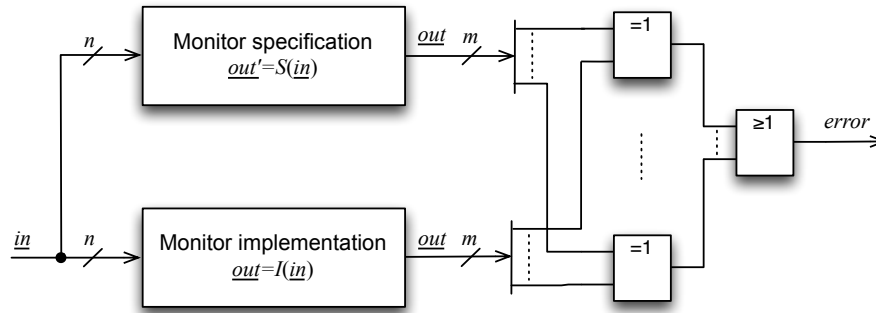 n
Monitor specification
out'=S(in)
out m
=1
≥1
error
in
n
Monitor implementation
out=I(in)
out m
=1